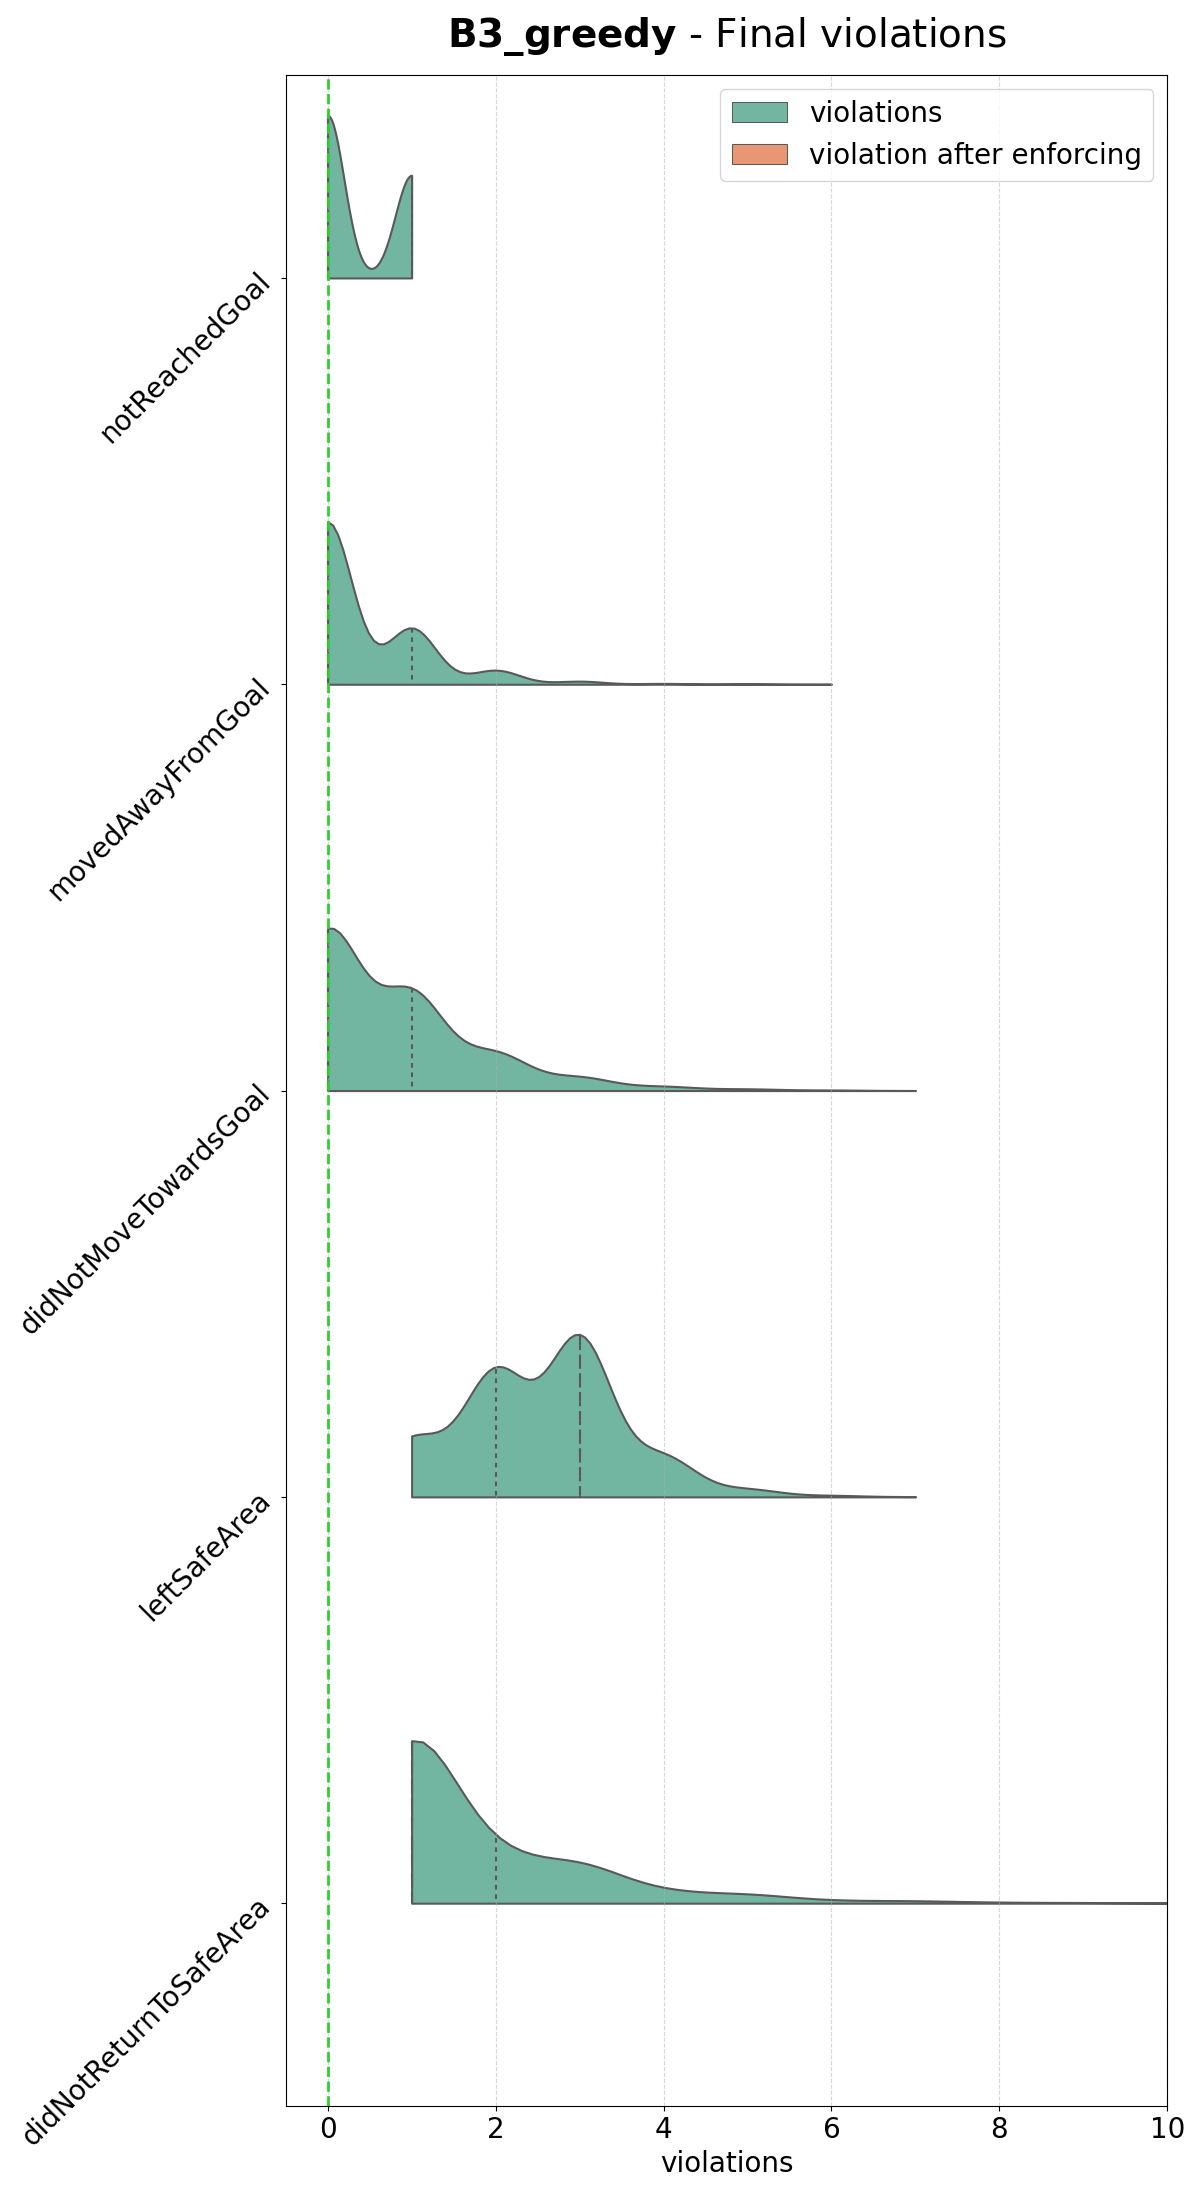 B3_greedy - Final violations
violations
violation after enforcing
notReachedGoal
movedAwayFromGoal
didNotMoveTowardsGoal
leftSafeArea
didNotReturnToSafeArea
0 2 4 6 8 10
violations